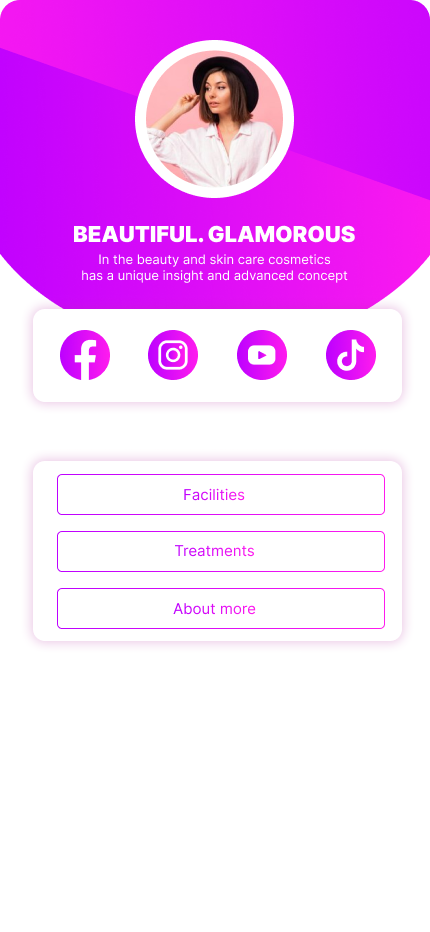 BEAUTIFUL. GLAMOROUS
In the beauty and skin care cosmetics
has a unique insight and advanced concept
Facilities
Treatments
About more